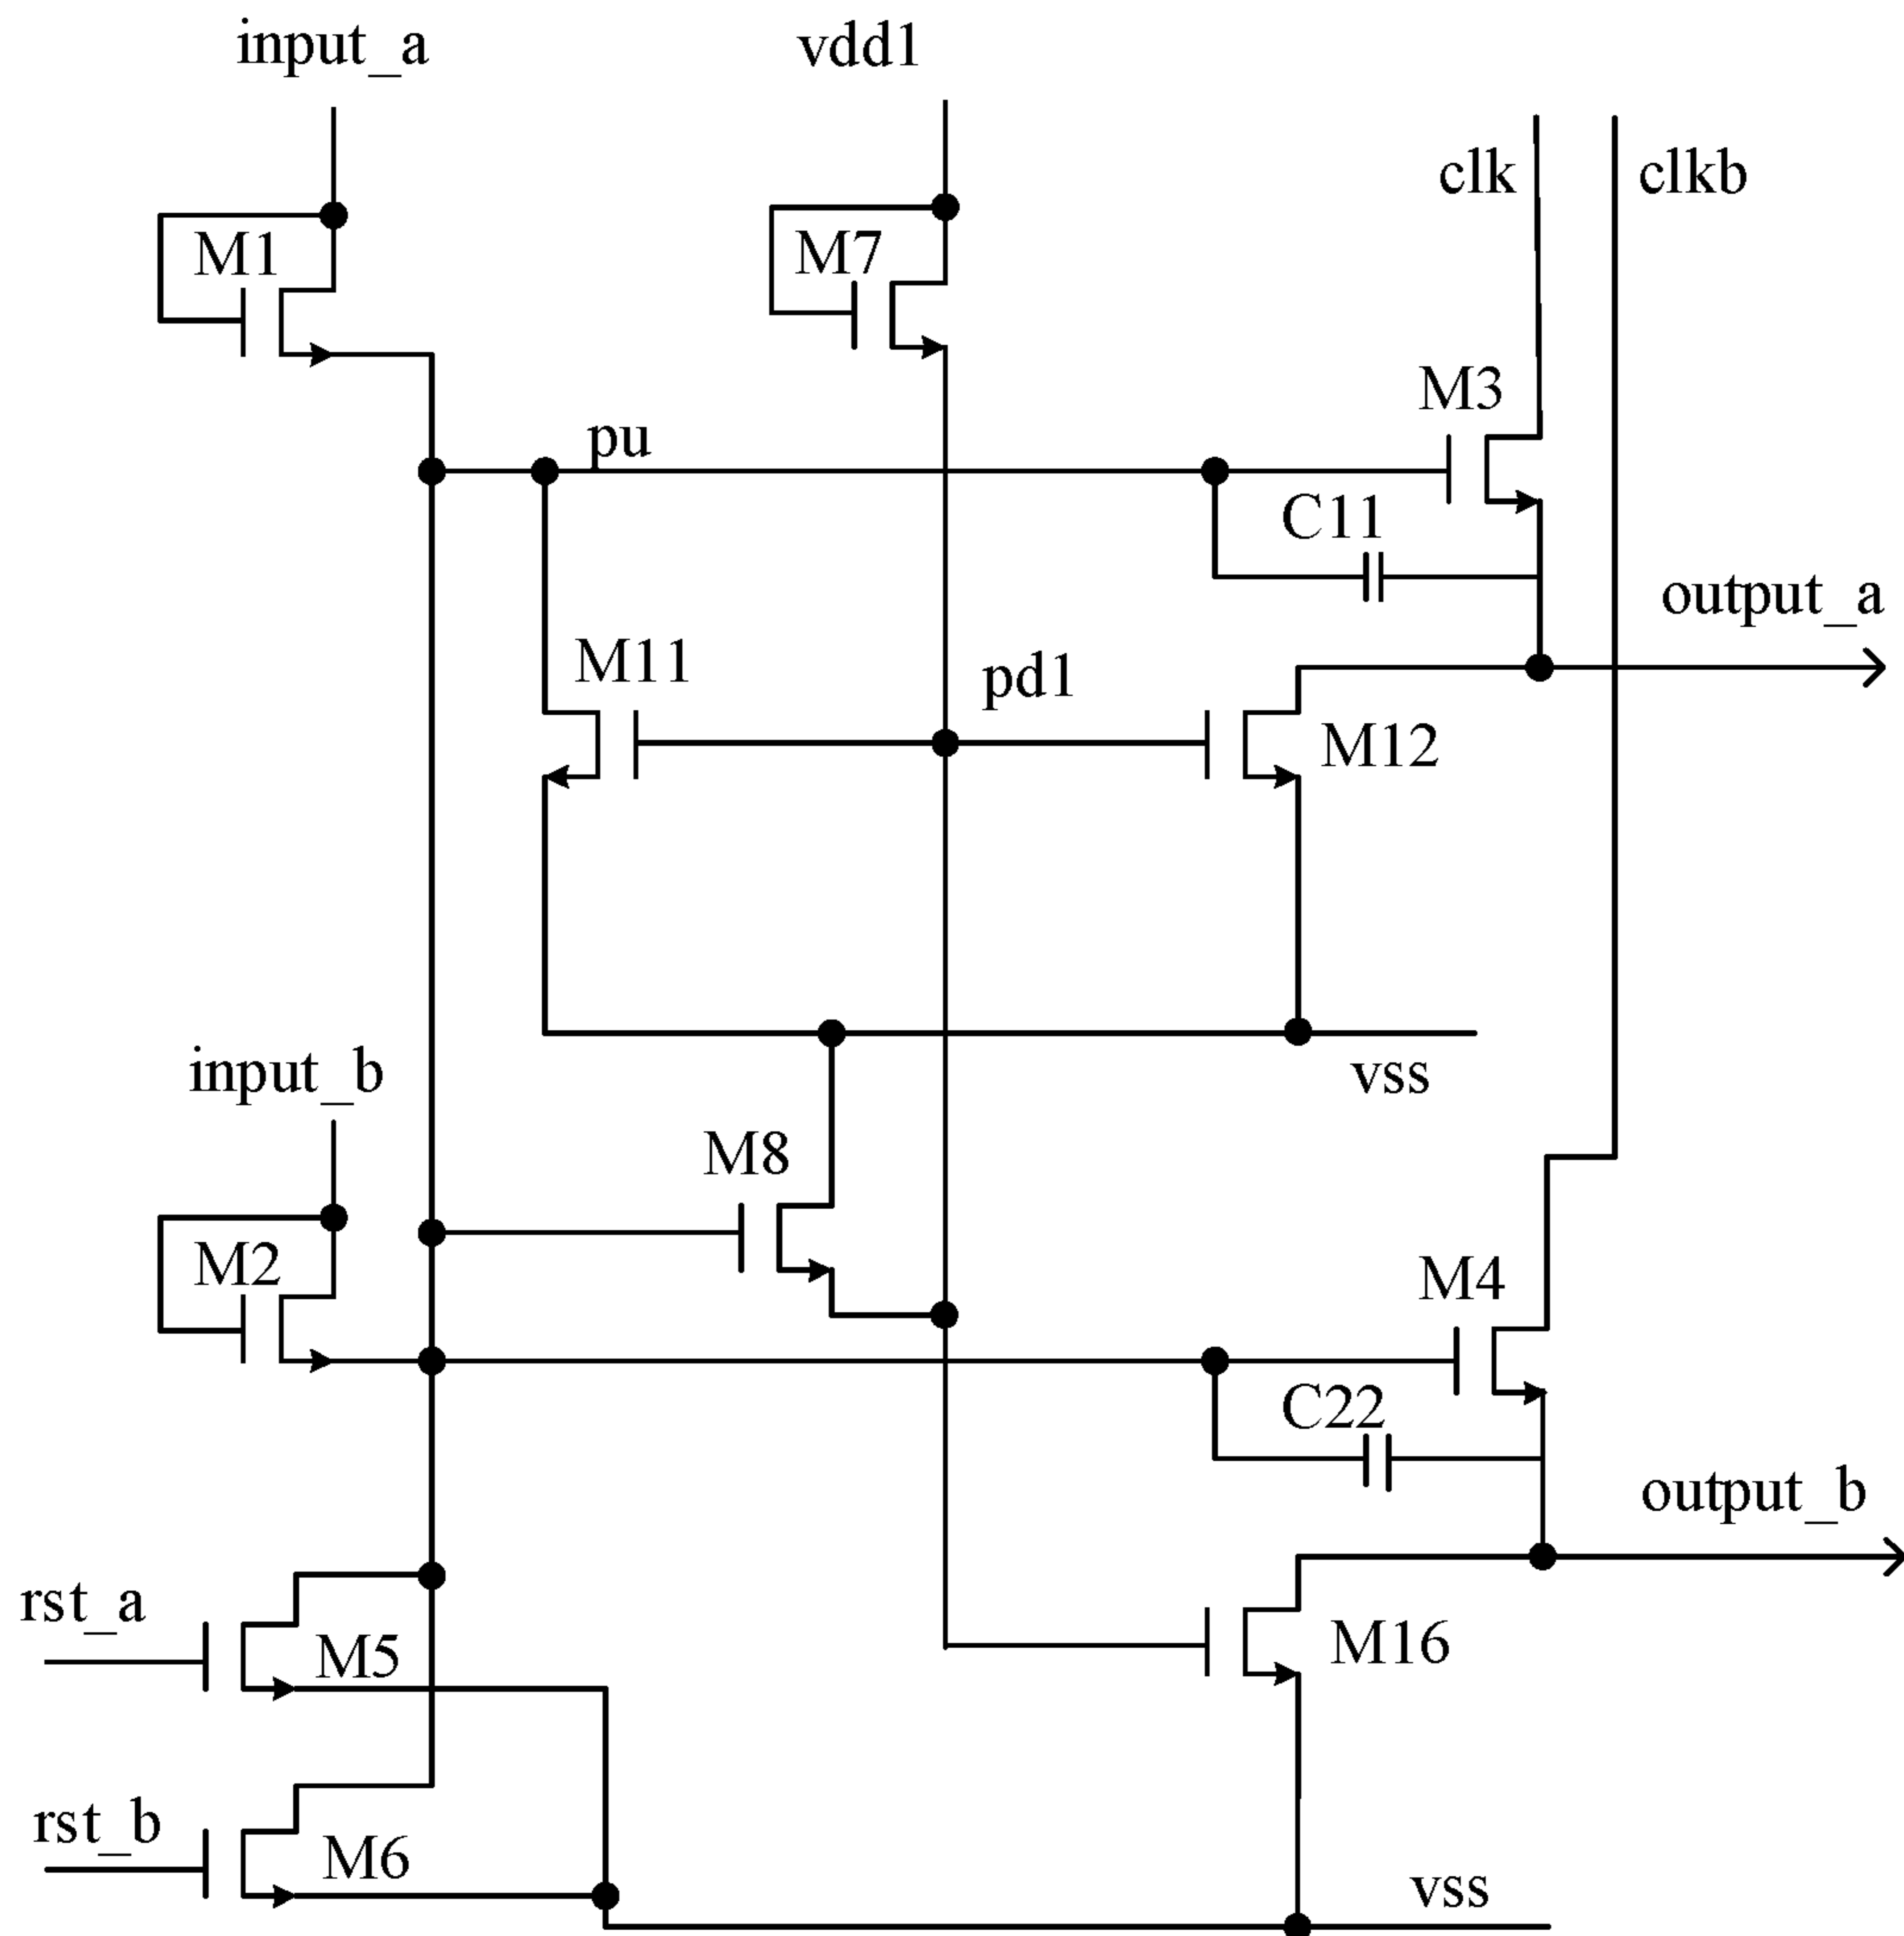 input_a
vdd1
clk
clkb
M1
M7
M3
pu
C11
output_a
M11
pd1
M12
input_b
vss
M8
M2
M4
C22
output_b
rst_a
M5
M16
rst_b
M6
vss